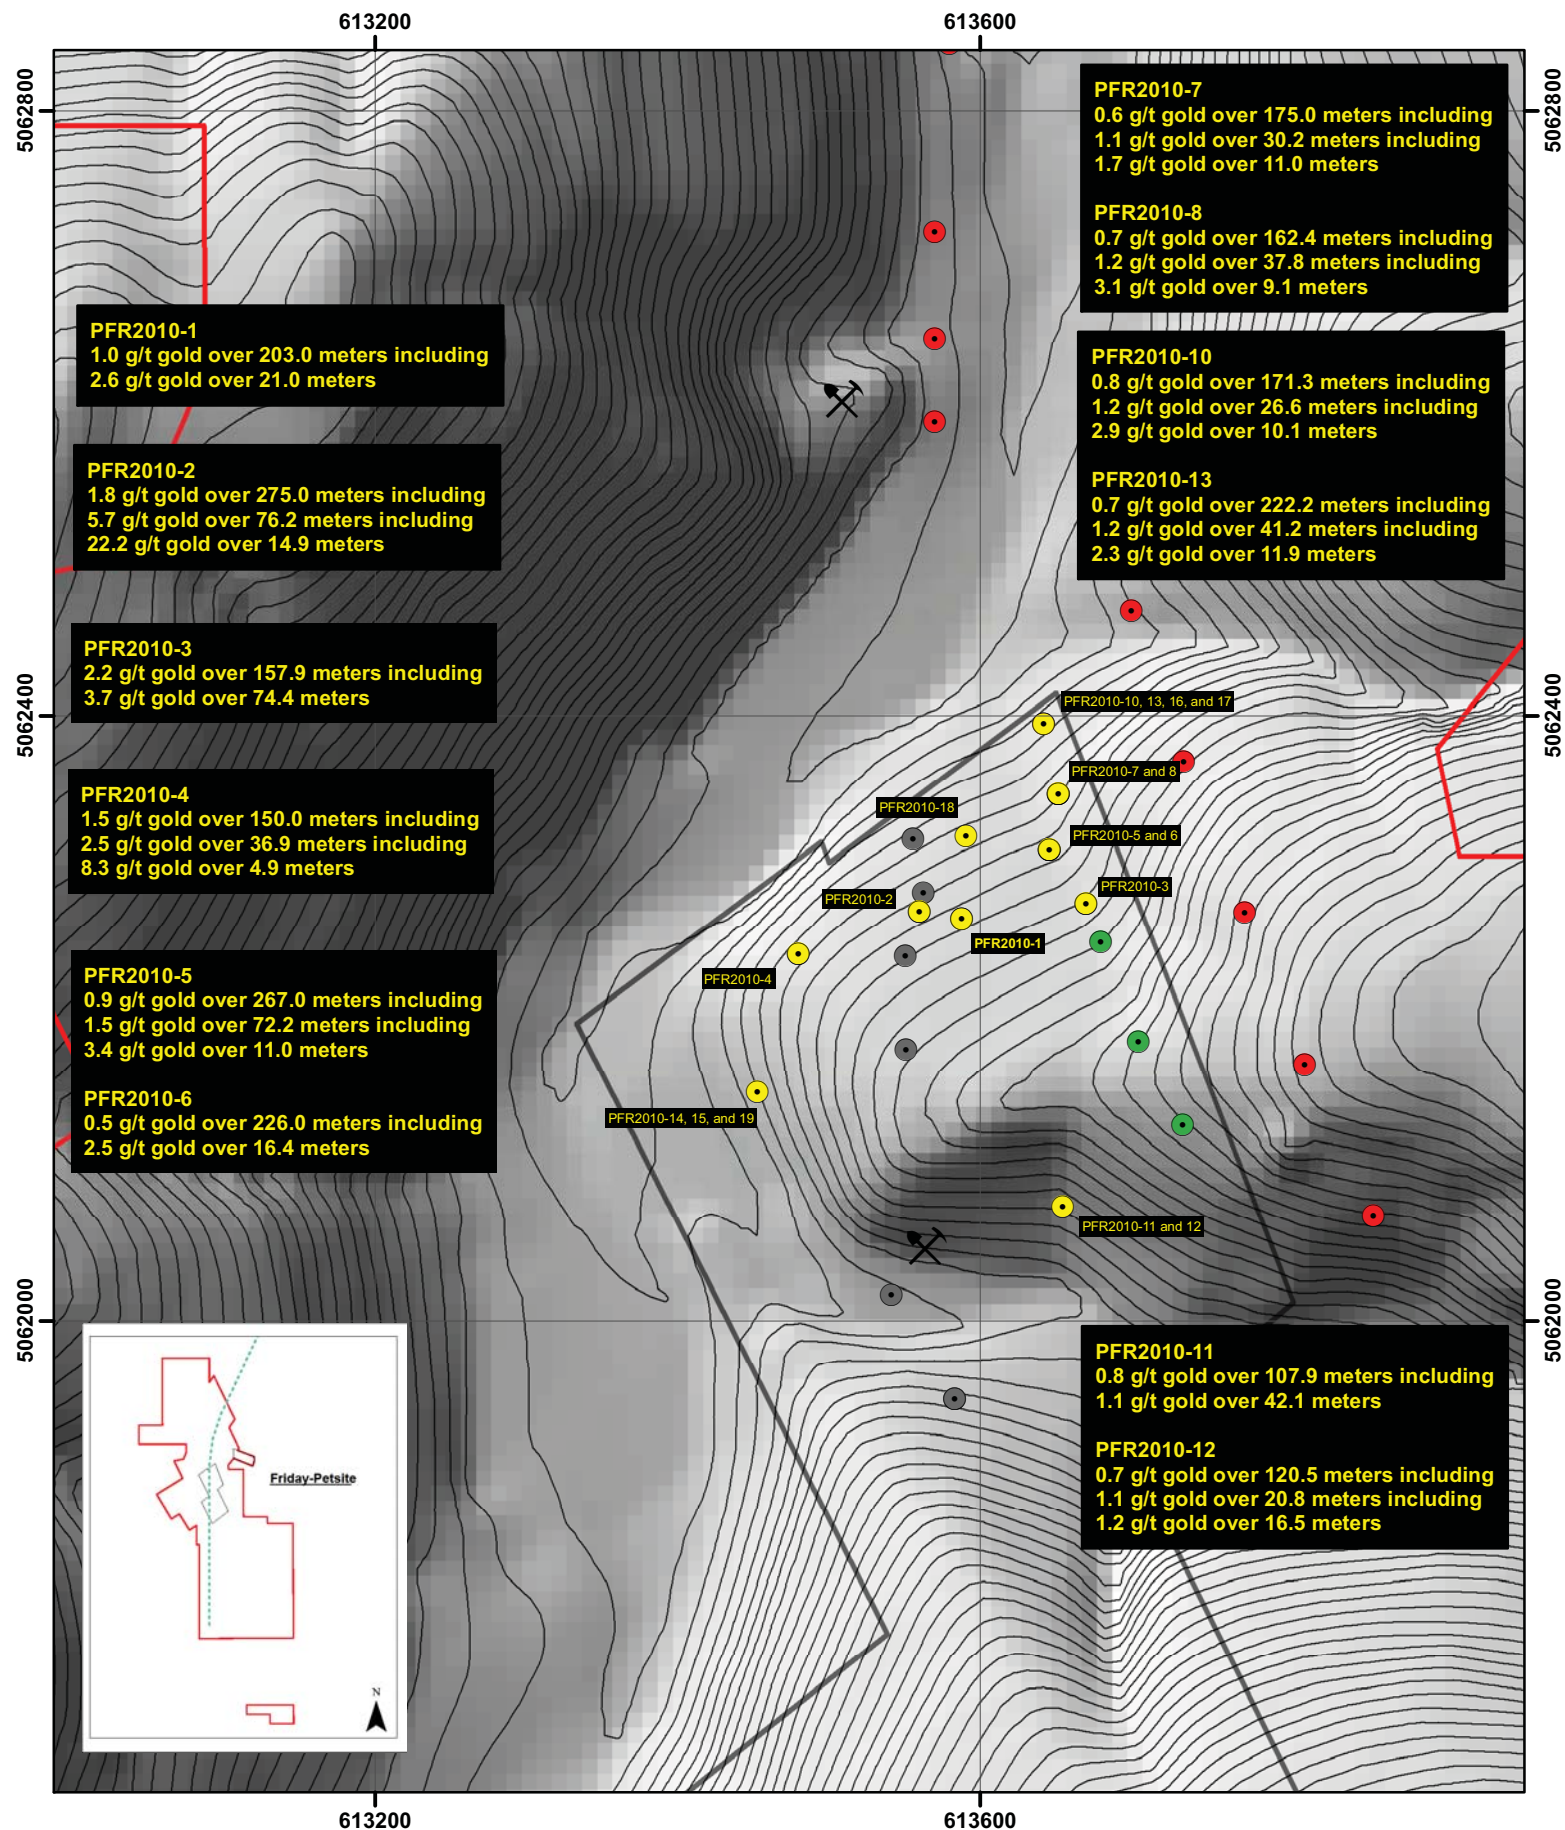 613200
613600
5062800
5062800
PFR2010-7
0.6 g/t gold over 175.0 meters including
1.1 g/t gold over 30.2 meters including
1.7 g/t gold over 11.0 meters
PFR2010-8
0.7 g/t gold over 162.4 meters including
1.2 g/t gold over 37.8 meters including
3.1 g/t gold over 9.1 meters
PFR2010-1
1.0 g/t gold over 203.0 meters including
2.6 g/t gold over 21.0 meters
PFR2010-10
0.8 g/t gold over 171.3 meters including
1.2 g/t gold over 26.6 meters including
2.9 g/t gold over 10.1 meters
PFR2010-13
0.7 g/t gold over 222.2 meters including
1.2 g/t gold over 41.2 meters including
2.3 g/t gold over 11.9 meters
PFR2010-2
1.8 g/t gold over 275.0 meters including
5.7 g/t gold over 76.2 meters including
22.2 g/t gold over 14.9 meters
PFR2010-3
2.2 g/t gold over 157.9 meters including
3.7 g/t gold over 74.4 meters
5062400
5062400
PFR2010-10, 13, 16, and 17
PFR2010-7 and 8
PFR2010-18
PFR2010-5 and 6
PFR2010-3
PFR2010-2
PFR2010-1
PFR2010-4
PFR2010-4
1.5 g/t gold over 150.0 meters including
2.5 g/t gold over 36.9 meters including
8.3 g/t gold over 4.9 meters
PFR2010-5
0.9 g/t gold over 267.0 meters including
1.5 g/t gold over 72.2 meters including
3.4 g/t gold over 11.0 meters
PFR2010-6
0.5 g/t gold over 226.0 meters including
2.5 g/t gold over 16.4 meters
PFR2010-14, 15, and 19
PFR2010-11 and 12
5062000
5062000
PFR2010-11
0.8 g/t gold over 107.9 meters including
1.1 g/t gold over 42.1 meters
PFR2010-12
0.7 g/t gold over 120.5 meters including
1.1 g/t gold over 20.8 meters including
1.2 g/t gold over 16.5 meters
Friday-Petsite
N
613200
613600